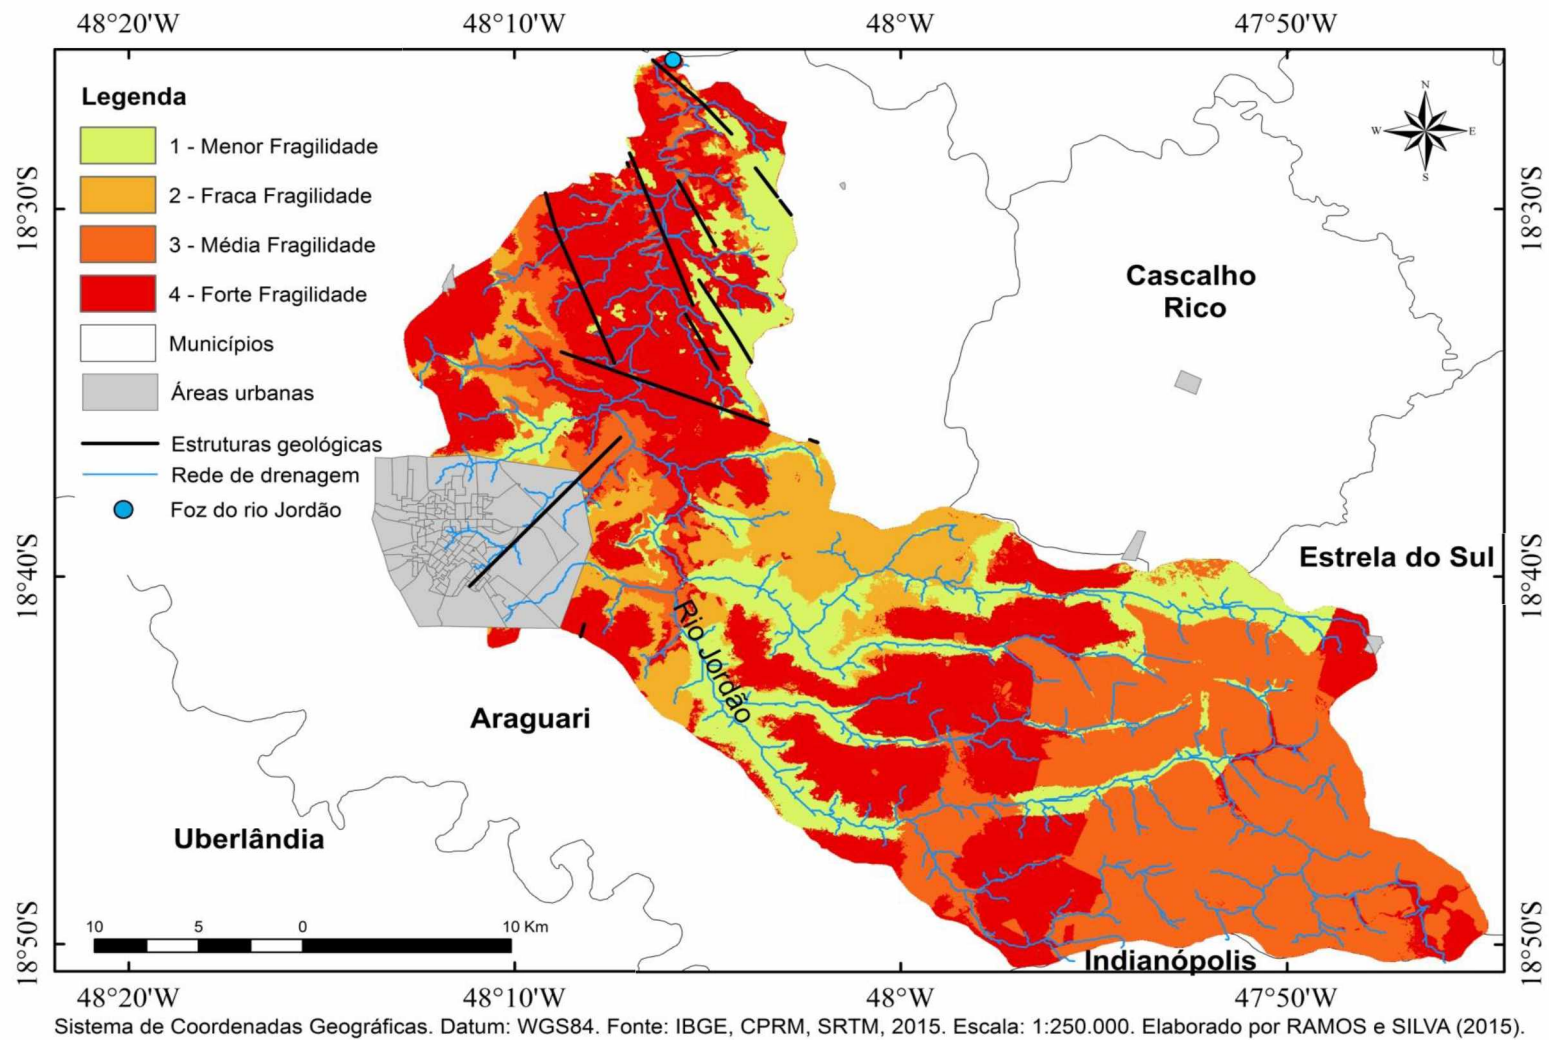 48°20'W 48°10'W 48°W 47°50'W
Legenda
1 - Menor Fragilidade
2 - Fraca Fragilidade
3 - Média Fragilidade
4 - Forte Fragilidade
Municípios
Áreas urbanas
Estruturas geológicas
Rede de drenagem
Foz do rio Jordão
N
W E
S
18°30'S 18°30'S
Cascalho
Rico
Estrela do Sul
18°40'S 18°40'S
Rio Jordão
Araguari
Uberlândia
10 5 0 10 Km
18°50'S 18°50'S
Indianópolis
48°20'W 48°10'W 48°W 47°50'W
Sistema de Coordenadas Geográficas. Datum: WGS84. Fonte: IBGE, CPRM, SRTM, 2015. Escala: 1:250.000. Elaborado por RAMOS e SILVA (2015).